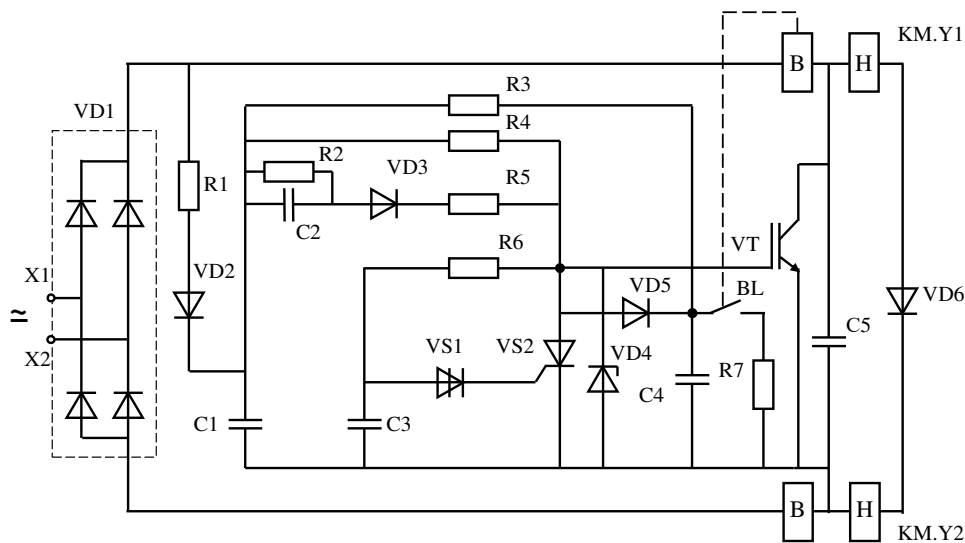 KM.Y1
B
H
R3
VD1
R4
R2
VD3
R5
R1
C2
R6
VT
X1
VD2
VD5
BL
VD6
≃
C5
X2
VS1
VS2
VD4
R7
C4
C1
C3
B
H
KM.Y2